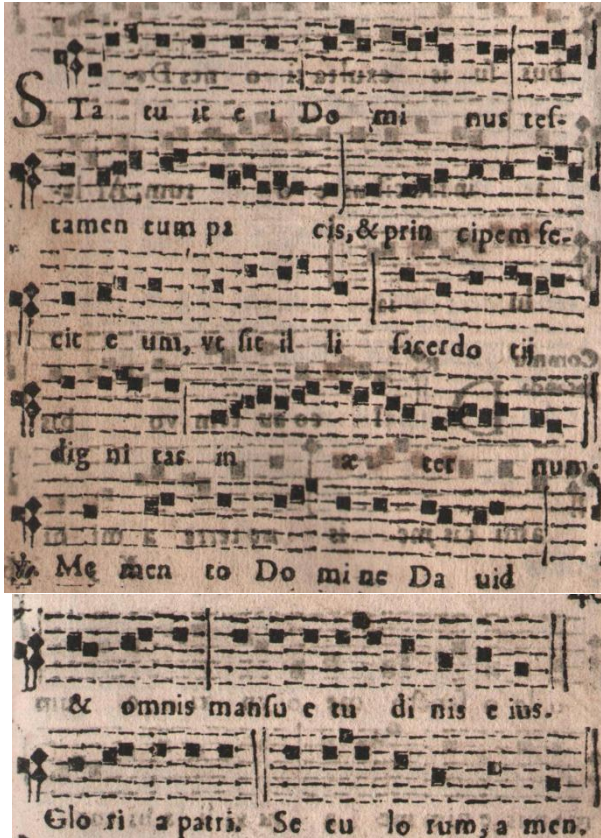 STa tu it e i Do mi nus tes-
tamen tum pa cis, & prin cipem fe-
cit e um, vt sit il li sacerdo tij
dig ni tas in æ ter num.
℣. Me men to Do mi ne Da uid
& omnis mansu e tu di nis e ius.
Glo ri a patri. Se cu lo rum, a men.